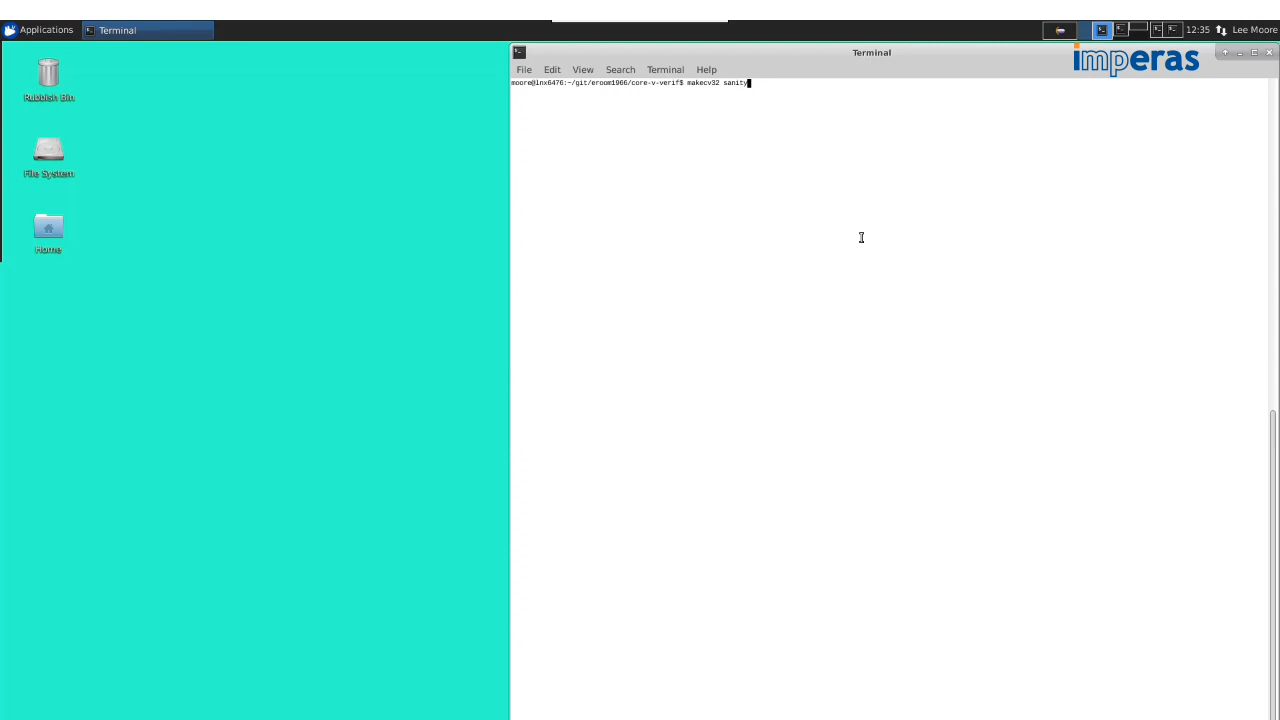 Applications
Terminal
12:35
Lee Moore
Terminal
imperas
File Edit View Search Terminal Help
moore@lnx6476:~/git/eroom1966/core-v-verif$ makecv32 sanity
Rubbish Bin
File System
Home